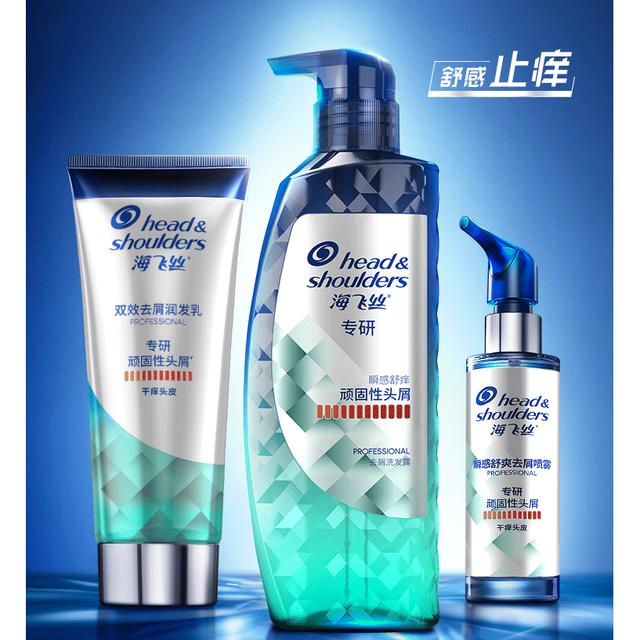 舒感止痒
head &
shoulders
海飞丝®
双效去屑润发乳
PROFESSIONAL
专研
顽固性头屑*
干痒头皮
head &
shoulders
海飞丝®
专研
瞬感舒痒
顽固性头屑
PROFESSIONAL
去屑洗发露
head &
shoulders
海飞丝®
瞬感舒爽去屑喷雾
PROFESSIONAL
专研
顽固性头屑
干痒头皮